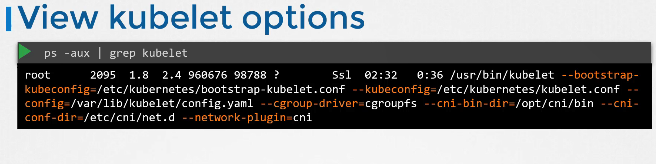 View kubelet options
ps -aux | grep kubelet
root      2095  1.8  2.4 960676 98788 ?        Ssl  02:32   0:36 /usr/bin/kubelet --bootstrap-
kubeconfig=/etc/kubernetes/bootstrap-kubelet.conf --kubeconfig=/etc/kubernetes/kubelet.conf --
config=/var/lib/kubelet/config.yaml --cgroup-driver=cgroupfs --cni-bin-dir=/opt/cni/bin --cni-
conf-dir=/etc/cni/net.d --network-plugin=cni